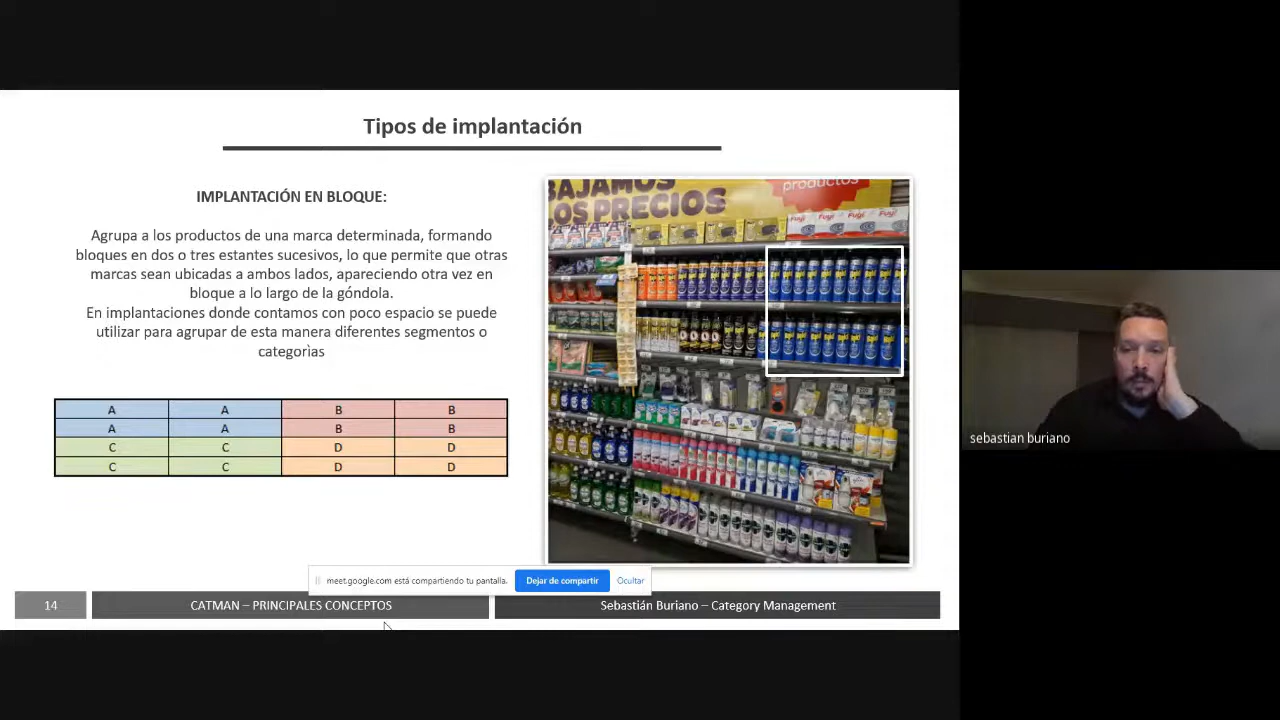 Tipos de implantación
IMPLANTACIÓN EN BLOQUE:
Agrupa a los productos de una marca determinada, formando
bloques en dos o tres estantes sucesivos, lo que permite que otras
marcas sean ubicadas a ambos lados, apareciendo otra vez en
bloque a lo largo de la góndola.
En implantaciones donde contamos con poco espacio se puede
utilizar para agrupar de esta manera diferentes segmentos o
categorìas
A A B B
A A B B
C C D D
C C D D
BAJAMOS
LOS PRECIOS
productos
Fuyi Fuyi Fuyi Fuyi
sebastian buriano
meet.google.com está compartiendo tu pantalla.
Dejar de compartir
Ocultar
14
CATMAN – PRINCIPALES CONCEPTOS
Sebastián Buriano – Category Management